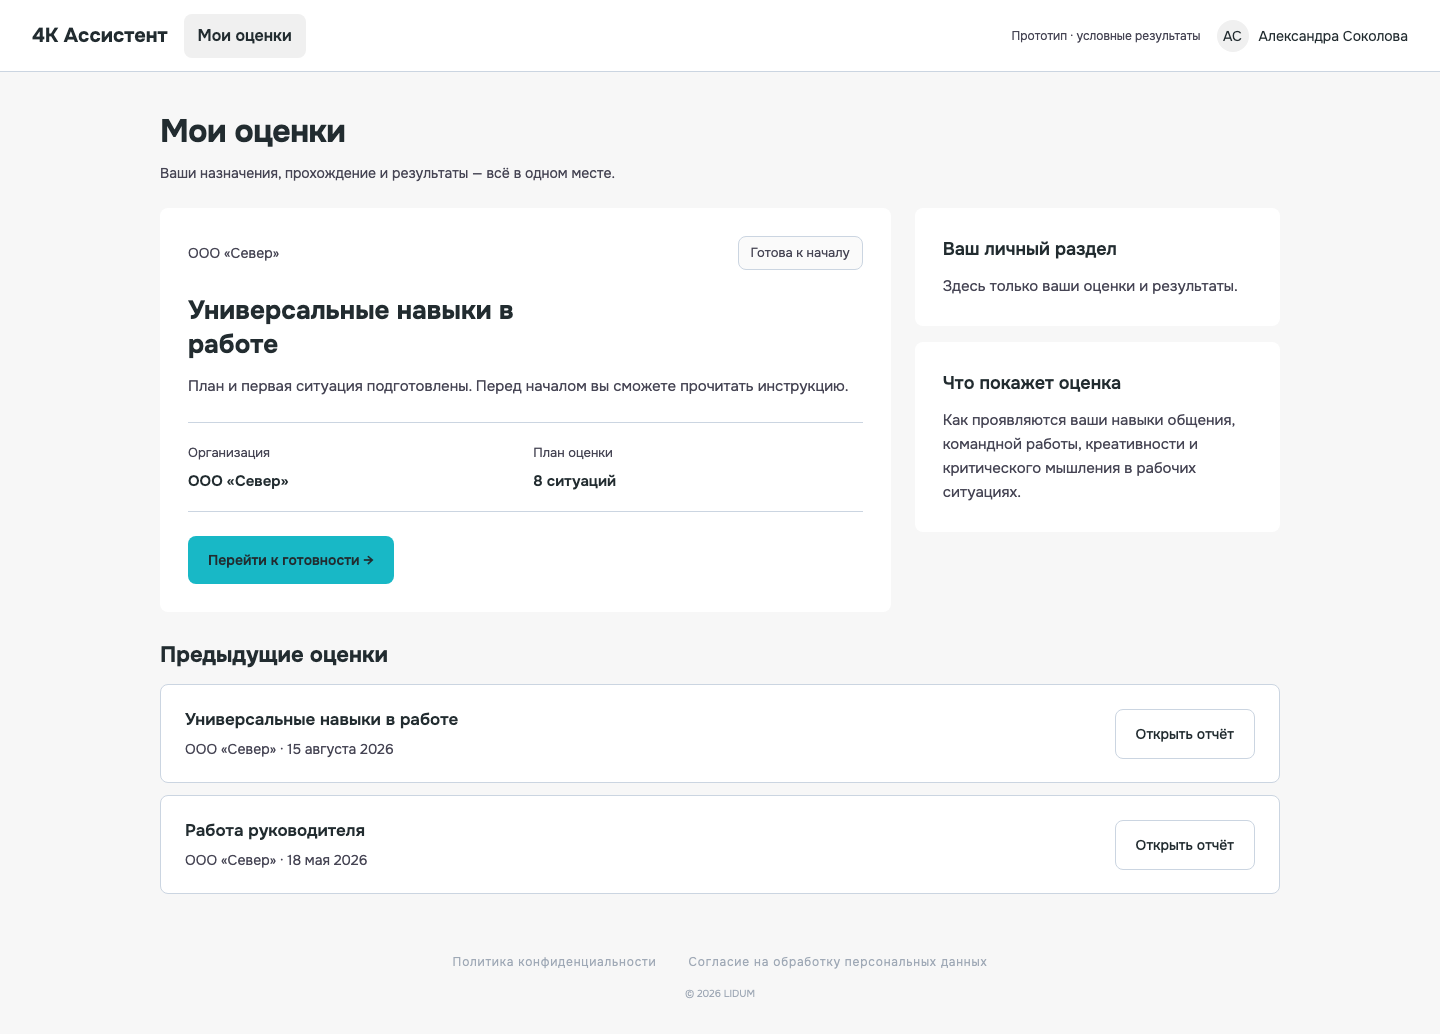 4K Ассистент
Мои оценки
Прототип · условные результаты
АС
Александра Соколова
Мои оценки
Ваши назначения, прохождение и результаты — всё в одном месте.
ООО «Север»
Готова к началу
Универсальные навыки в
работе
План и первая ситуация подготовлены. Перед началом вы сможете прочитать инструкцию.
Организация
ООО «Север»
План оценки
8 ситуаций
Перейти к готовности →
Ваш личный раздел
Здесь только ваши оценки и результаты.
Что покажет оценка
Как проявляются ваши навыки общения,
командной работы, креативности и
критического мышления в рабочих
ситуациях.
Предыдущие оценки
Универсальные навыки в работе
ООО «Север» · 15 августа 2026
Открыть отчёт
Работа руководителя
ООО «Север» · 18 мая 2026
Открыть отчёт
Политика конфиденциальности
Согласие на обработку персональных данных
© 2026 LIDUM